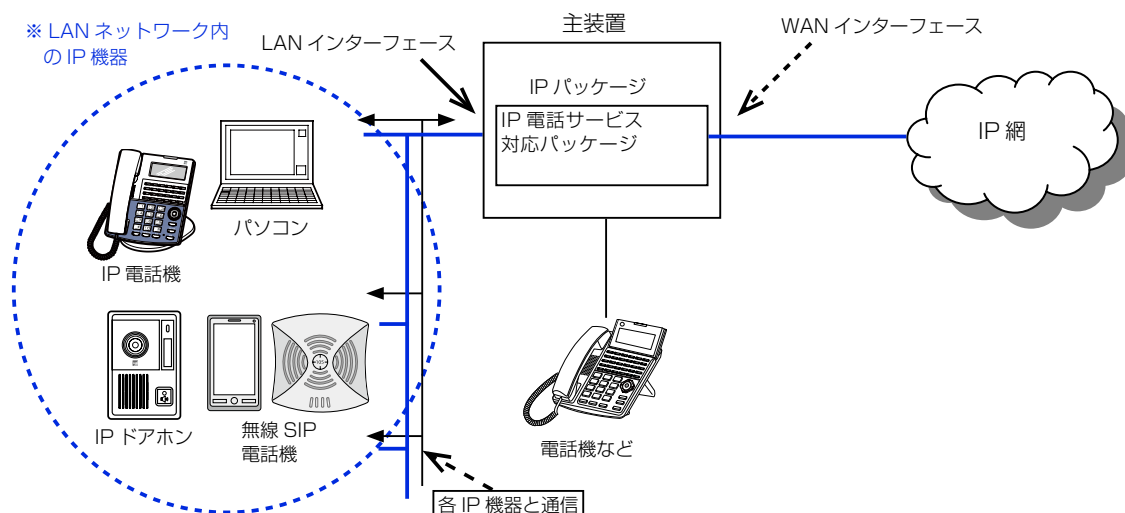 ※ LAN ネットワーク内
の IP 機器
LAN インターフェース
主装置
WAN インターフェース
IP パッケージ
IP 電話サービス
対応パッケージ
IP 網
パソコン
IP 電話機
IP ドアホン
無線 SIP
電話機
電話機など
各 IP 機器と通信